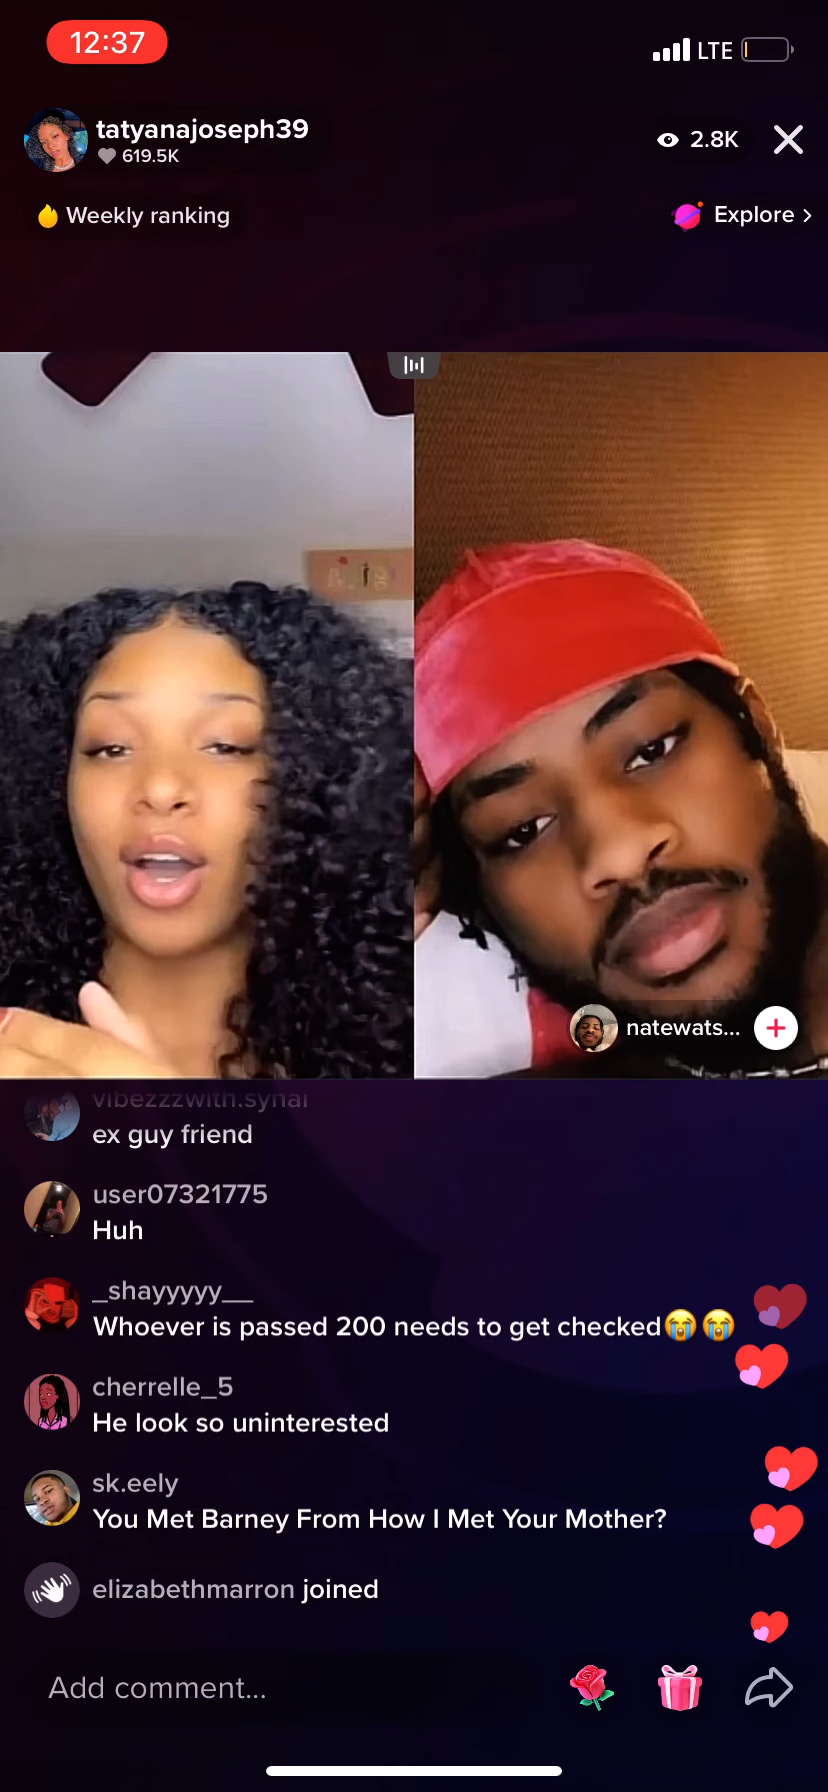 12:37
LTE
tatyanajoseph39
619.5K
2.8K
Weekly ranking
Explore >
natewats...
vibezzzwith.synai
ex guy friend
user07321775
Huh
_shayyyyy__
Whoever is passed 200 needs to get checked😭😭
cherrelle_5
He look so uninterested
sk.eely
You Met Barney From How I Met Your Mother?
elizabethmarron joined
Add comment...